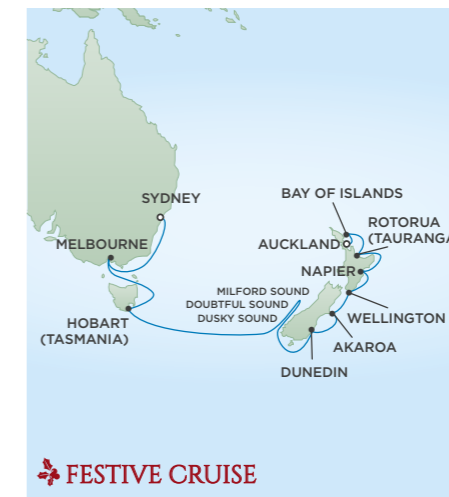 SYDNEY
BAY OF ISLANDS
ROTORUA
(TAURANGA
MELBOURNE
AUCKLAND
NAPIER
MILFORD SOUND
DOUBTFUL SOUND
DUSKY SOUND
HOBART
(TASMANIA)
WELLINGTON
AKAROA
DUNEDIN
FESTIVE CRUISE